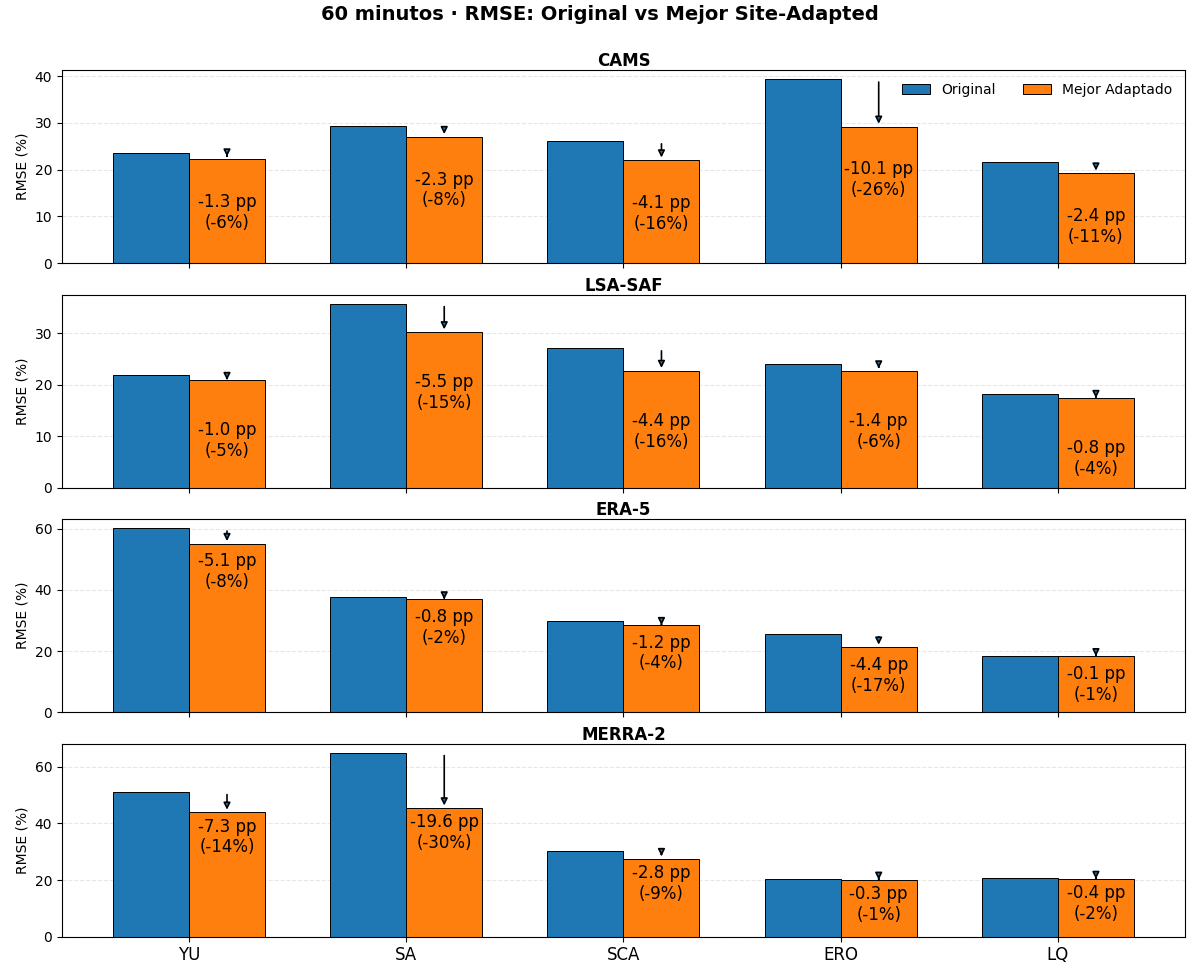 60 minutos · RMSE: Original vs Mejor Site-Adapted
CAMS
RMSE (%)
40
30
20
10
0
Original
Mejor Adaptado
-1.3 pp
(-6%)
-2.3 pp
(-8%)
-4.1 pp
(-16%)
-10.1 pp
(-26%)
-2.4 pp
(-11%)
LSA-SAF
RMSE (%)
30
20
10
0
-1.0 pp
(-5%)
-5.5 pp
(-15%)
-4.4 pp
(-16%)
-1.4 pp
(-6%)
-0.8 pp
(-4%)
ERA-5
RMSE (%)
60
40
20
0
-5.1 pp
(-8%)
-0.8 pp
(-2%)
-1.2 pp
(-4%)
-4.4 pp
(-17%)
-0.1 pp
(-1%)
MERRA-2
RMSE (%)
60
40
20
0
-7.3 pp
(-14%)
-19.6 pp
(-30%)
-2.8 pp
(-9%)
-0.3 pp
(-1%)
-0.4 pp
(-2%)
YU
SA
SCA
ERO
LQ